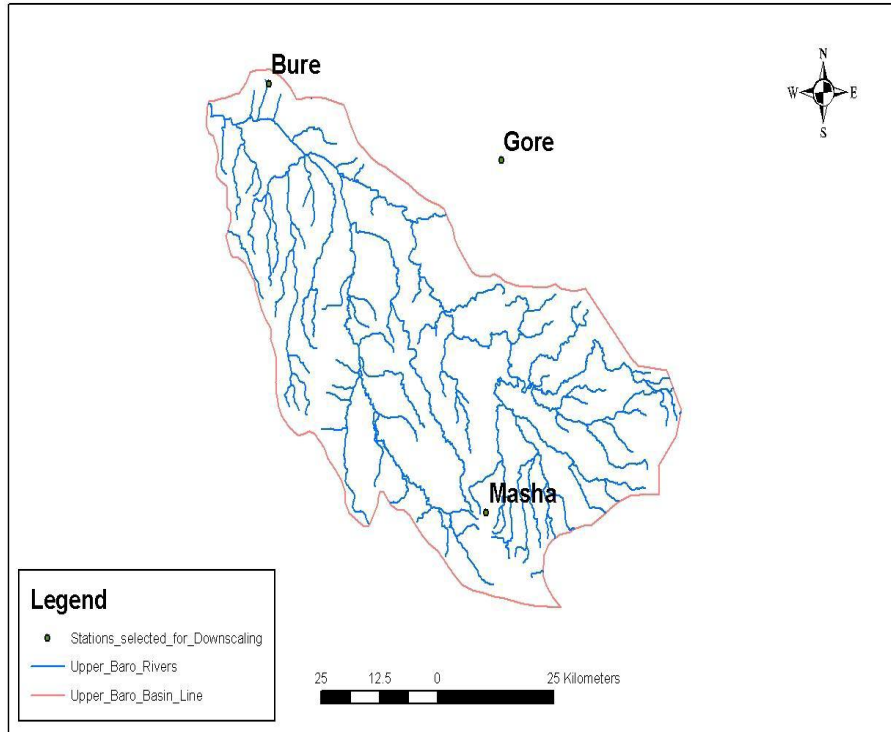 Bure
N
W E
S
Gore
Masha
Legend
Stations_selected_for_Downscaling
Upper_Baro_Rivers
Upper_Baro_Basin_Line
25 12.5 0 25 Kilometers